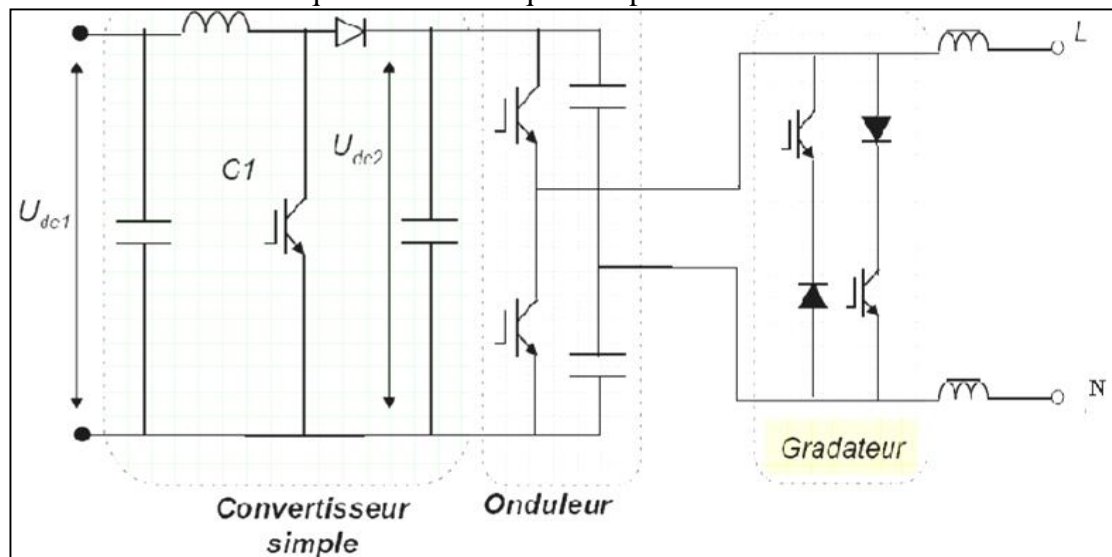 L
C1
U_dc2
U_dc1
N
Gradateur
Convertisseur
simple
Onduleur